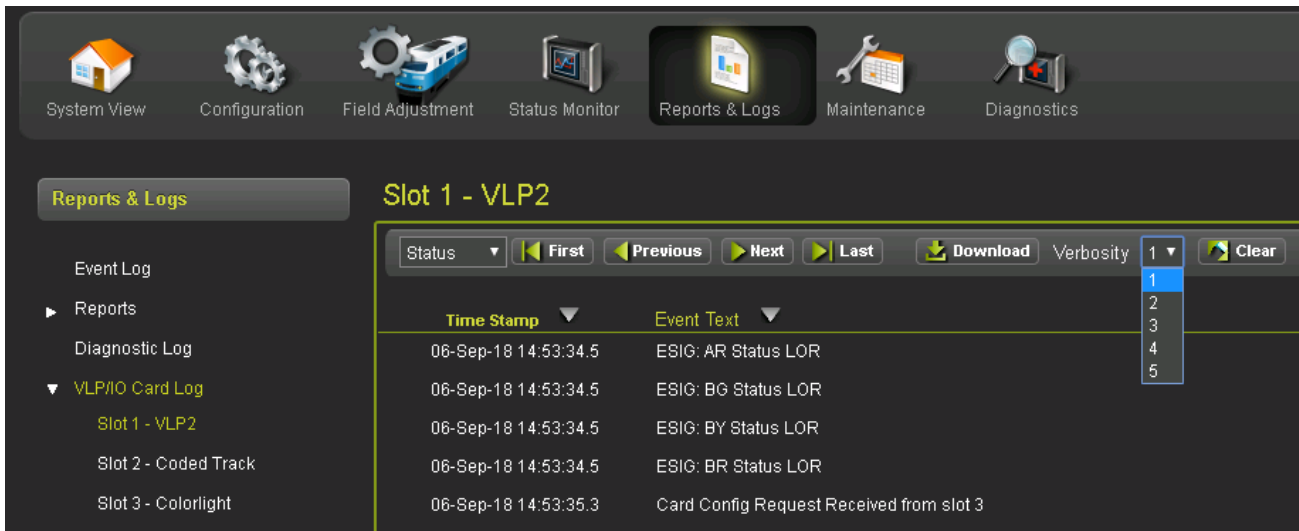 System View Configuration Field Adjustment Status Monitor Reports & Logs Maintenance Diagnostics
Reports & Logs
Event Log
Reports
Diagnostic Log
VLP/IO Card Log
Slot 1 - VLP2
Slot 2 - Coded Track
Slot 3 - Colorlight
Slot 1 - VLP2
Status First Previous Next Last Download Verbosity 1 Clear
1
2
3
4
5
Time Stamp Event Text
06-Sep-18 14:53:34.5 ESIG: AR Status LOR
06-Sep-18 14:53:34.5 ESIG: BG Status LOR
06-Sep-18 14:53:34.5 ESIG: BY Status LOR
06-Sep-18 14:53:34.5 ESIG: BR Status LOR
06-Sep-18 14:53:35.3 Card Config Request Received from slot 3